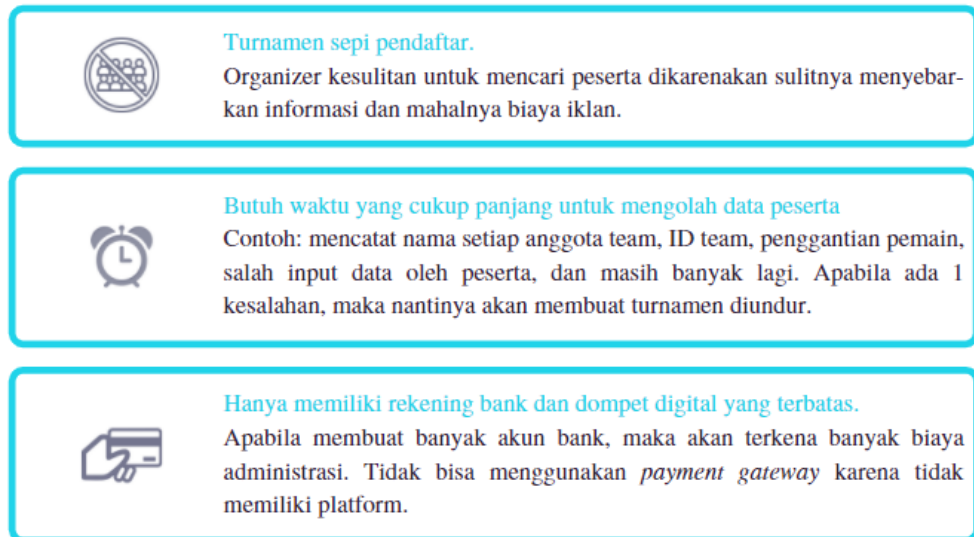 Turnamen sepi pendaftar.
Organizer kesulitan untuk mencari peserta dikarenakan sulitnya menyebar-
kan informasi dan mahalnya biaya iklan.
Butuh waktu yang cukup panjang untuk mengolah data peserta
Contoh: mencatat nama setiap anggota team, ID team, penggantian pemain,
salah input data oleh peserta, dan masih banyak lagi. Apabila ada 1
kesalahan, maka nantinya akan membuat turnamen diundur.
Hanya memiliki rekening bank dan dompet digital yang terbatas.
Apabila membuat banyak akun bank, maka akan terkena banyak biaya
administrasi. Tidak bisa menggunakan payment gateway karena tidak
memiliki platform.